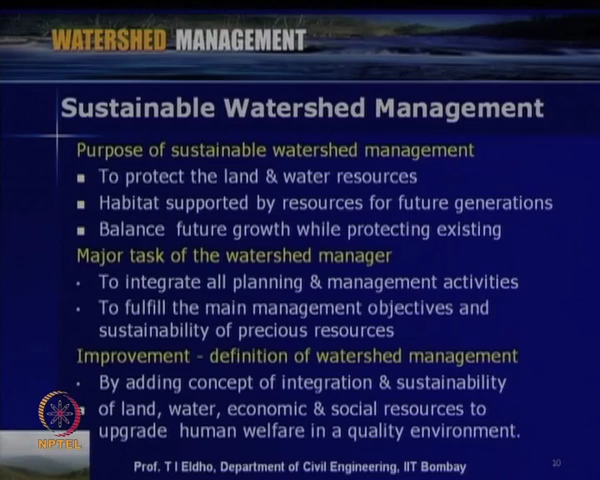 WATERSHED MANAGEMENT
Sustainable Watershed Management
Purpose of sustainable watershed management
▪ To protect the land & water resources
▪ Habitat supported by resources for future generations
▪ Balance future growth while protecting existing
Major task of the watershed manager
· To integrate all planning & management activities
· To fulfill the main management objectives and
sustainability of precious resources
Improvement - definition of watershed management
· By adding concept of integration & sustainability
▪ of land, water, economic & social resources to
upgrade human welfare in a quality environment.
NPTEL
Prof. T I Eldho, Department of Civil Engineering, IIT Bombay
10